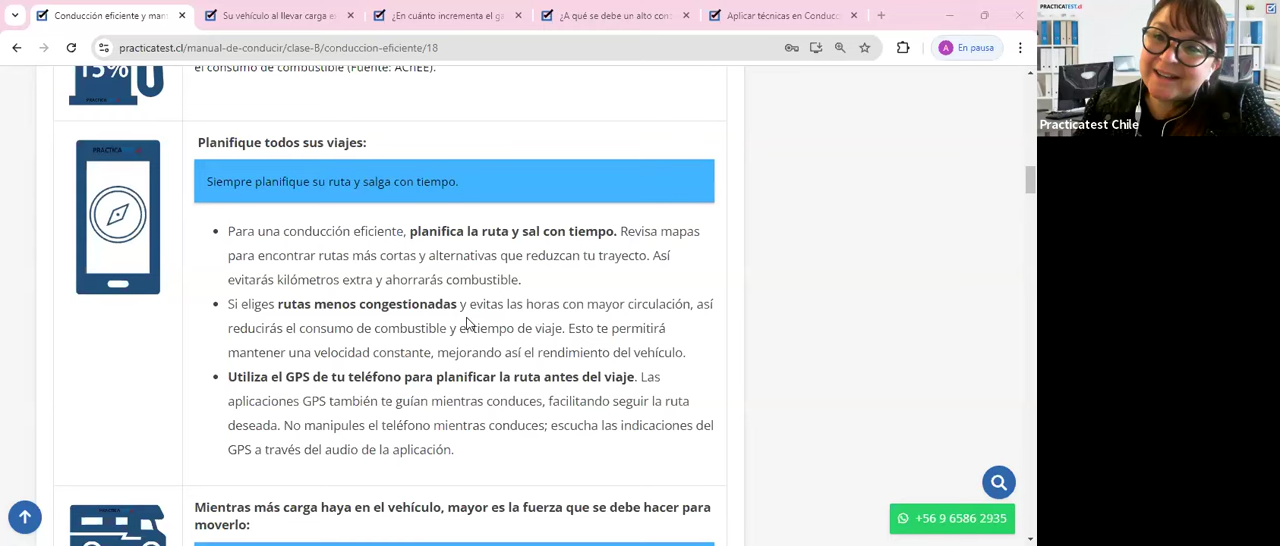 Conducción eficiente y man
Su vehículo al llevar carga e
¿En cuánto incrementa el ga
¿A qué se debe un alto con
Aplicar técnicas en Conducc
practicatest.cl/manual-de-conducir/clase-B/conduccion-eficiente/18
A
En pausa
PRACTICATEST.cl
Practicatest Chile
15%
el consumo de combustible (Fuente: AChEE).
Planifique todos sus viajes:
Siempre planifique su ruta y salga con tiempo.
Para una conducción eficiente, planifica la ruta y sal con tiempo. Revisa mapas
para encontrar rutas más cortas y alternativas que reduzcan tu trayecto. Así
evitarás kilómetros extra y ahorrarás combustible.
Si eliges rutas menos congestionadas y evitas las horas con mayor circulación, así
reducirás el consumo de combustible y el tiempo de viaje. Esto te permitirá
mantener una velocidad constante, mejorando así el rendimiento del vehículo.
Utiliza el GPS de tu teléfono para planificar la ruta antes del viaje. Las
aplicaciones GPS también te guían mientras conduces, facilitando seguir la ruta
deseada. No manipules el teléfono mientras conduces; escucha las indicaciones del
GPS a través del audio de la aplicación.
Mientras más carga haya en el vehículo, mayor es la fuerza que se debe hacer para
moverlo:
+56 9 6586 2935